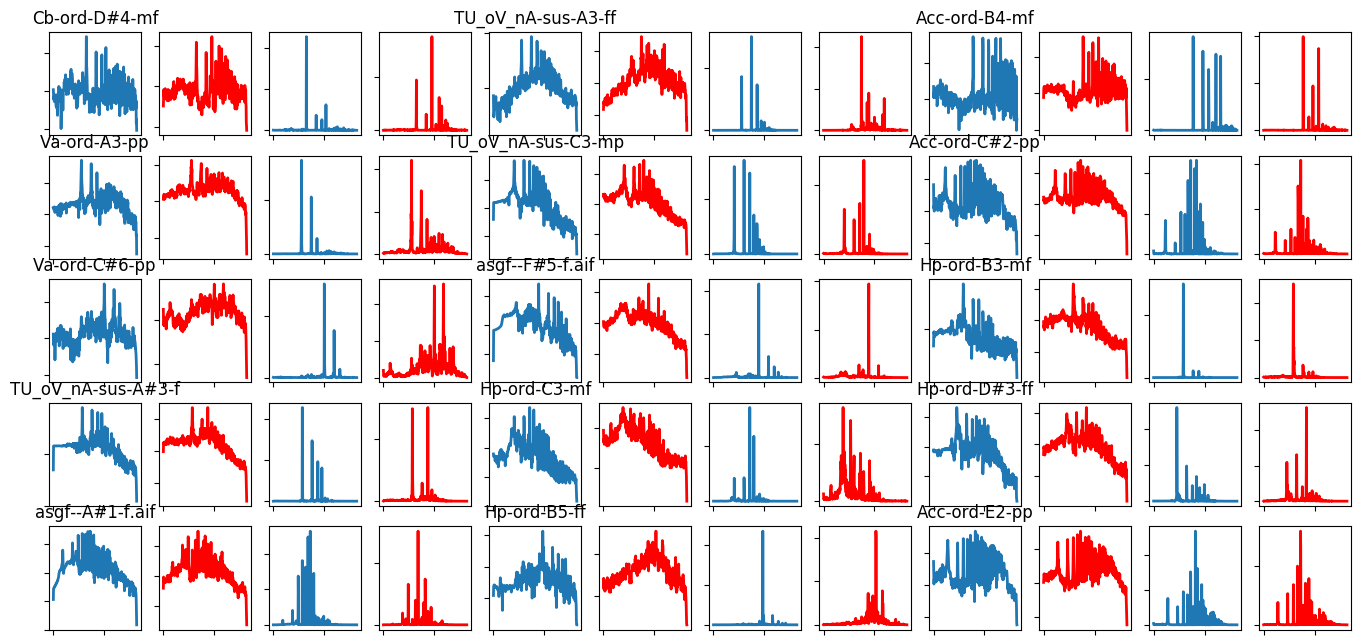 Cb-ord-D#4-mf
TU_oV_nA-sus-A3-ff
Acc-ord-B4-mf
Va-ord-A3-pp
TU_oV_nA-sus-C3-mp
Acc-ord-C#2-pp
Va-ord-C#6-pp
asgf--F#5-f.aif
Hp-ord-B3-mf
TU_oV_nA-sus-A#3-f
Hp-ord-C3-mf
Hp-ord-D#3-ff
asgf--A#1-f.aif
Hp-ord-B5-ff
Acc-ord-E2-pp